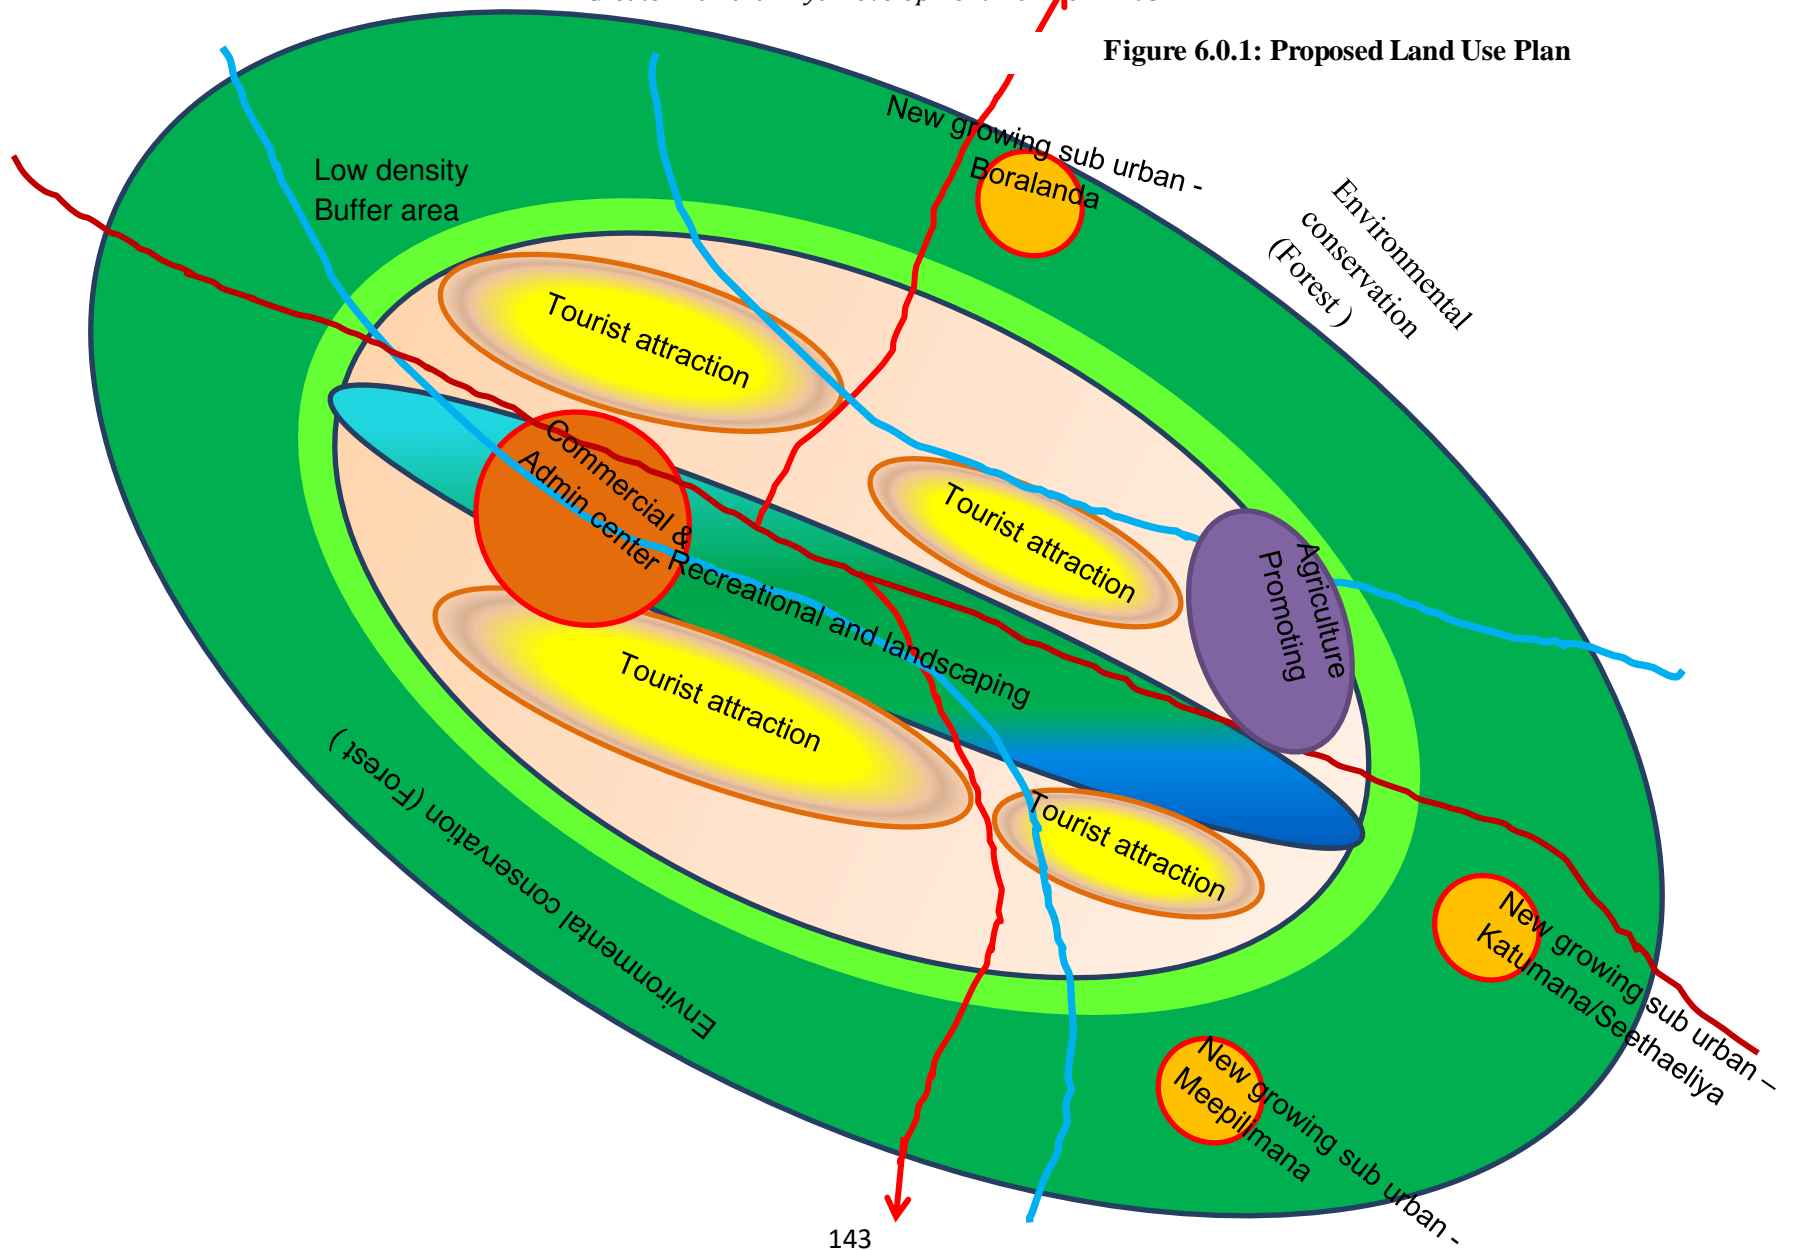 Figure 6.0.1: Proposed Land Use Plan
New growing sub urban -
Boralanda
Low density
Buffer area
Environmental
conservation
(Forest )
Tourist attraction
Commercial &
Admin center
Tourist attraction
Agriculture
Promoting
Recreational and landscaping
Tourist attraction
Tourist attraction
Environmental conservation (Forest )
New growing sub urban –
Katumana/Seethaeliya
New growing sub urban -
Meepilimana
143